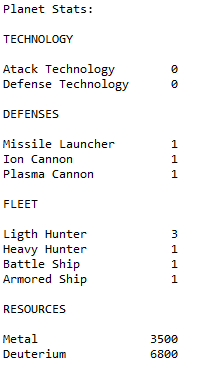 Planet Stats:
TECHNOLOGY
Atack Technology 0
Defense Technology 0
DEFENSES
Missile Launcher 1
Ion Cannon 1
Plasma Cannon 1
FLEET
Ligth Hunter 3
Heavy Hunter 1
Battle Ship 1
Armored Ship 1
RESOURCES
Metal 3500
Deuterium 6800